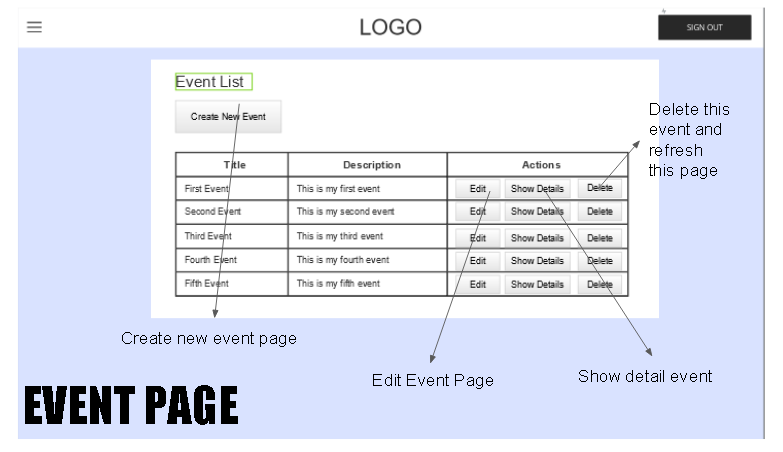 LOGO
SIGN OUT
Event List
Create New Event
Delete this
event and
refresh
this page
Title Description Actions
First Event This is my first event Edit Show Details Delete
Second Event This is my second event Edit Show Details Delete
Third Event This is my third event Edit Show Details Delete
Fourth Event This is my fourth event Edit Show Details Delete
Fifth Event This is my fifth event Edit Show Details Delete
Create new event page
Edit Event Page
Show detail event
EVENT PAGE